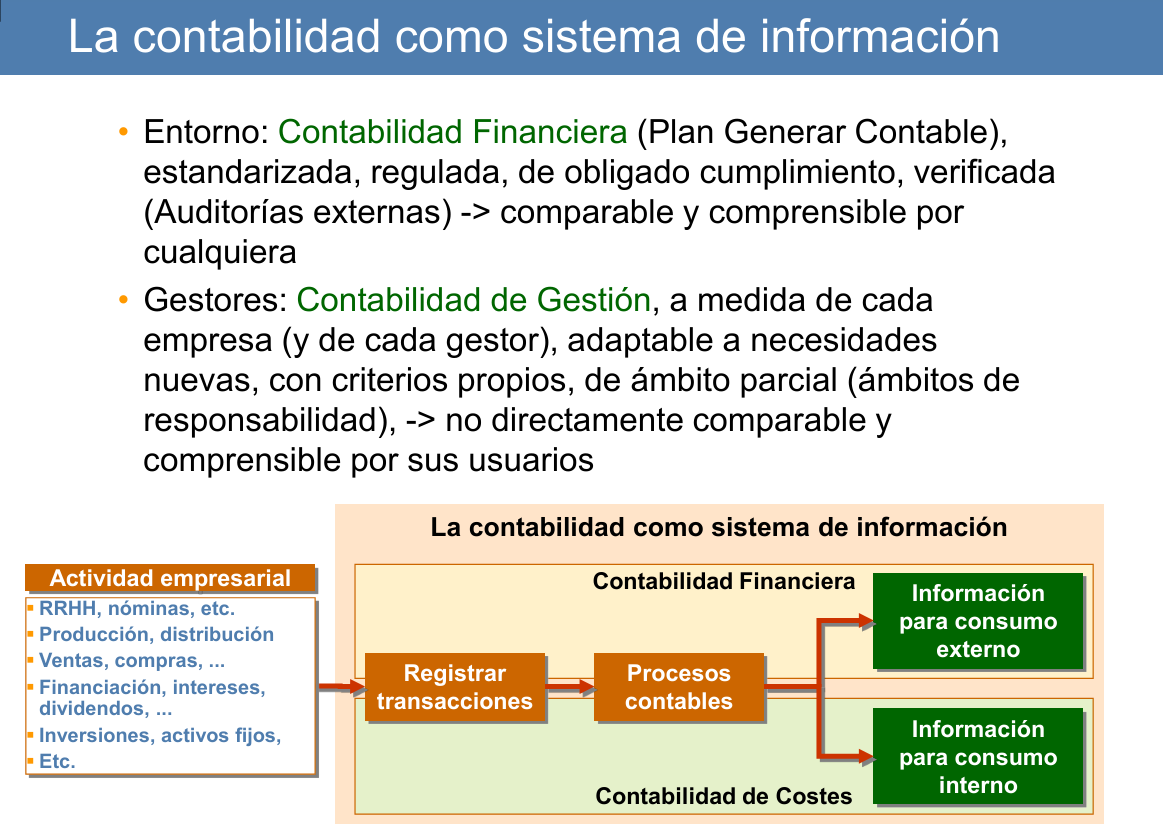 La contabilidad como sistema de información
• Entorno: Contabilidad Financiera (Plan Generar Contable),
estandarizada, regulada, de obligado cumplimiento, verificada
(Auditorías externas) -> comparable y comprensible por
cualquiera
• Gestores: Contabilidad de Gestión, a medida de cada
empresa (y de cada gestor), adaptable a necesidades
nuevas, con criterios propios, de ámbito parcial (ámbitos de
responsabilidad), -> no directamente comparable y
comprensible por sus usuarios
La contabilidad como sistema de información
Actividad empresarial
▪ RRHH, nóminas, etc.
▪ Producción, distribución
▪ Ventas, compras, ...
▪ Financiación, intereses,
dividendos, ...
▪ Inversiones, activos fijos,
▪ Etc.
Contabilidad Financiera
Registrar
transacciones
Procesos
contables
Información
para consumo
externo
Información
para consumo
interno
Contabilidad de Costes